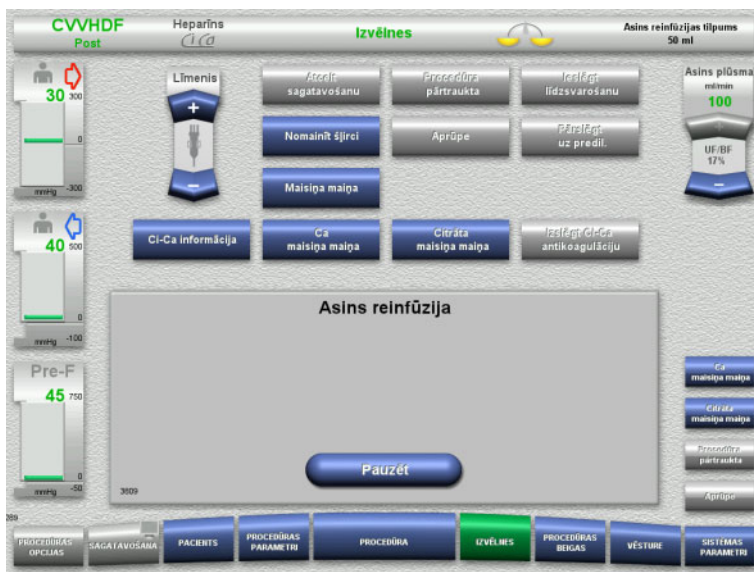 CVVHDF
Post
Heparīns
Ci Ca
Izvēlnes
Asins reinfūzijas tilpums
50 ml
30 300
0
mmHg -300
40 500
0
mmHg -100
Pre-F
45 750
0
mmHg -50
Līmenis
+
−
Atcelt
sagatavošanu
Procedūra
pārtraukta
Ieslēgt
līdzsvarošanu
Nomainīt šļirci
Aprūpe
Pārslēgt
uz predil.
Maisiņa maiņa
Ci-Ca informācija
Ca
maisiņa maiņa
Citrāta
maisiņa maiņa
Izslēgt Ci-Ca
antikoagulāciju
Asins plūsma
ml/min
100
UF/BF
17%
−
Asins reinfūzija
Pauzēt
3609
Ca
maisiņa maiņa
Citrāta
maisiņa maiņa
Procedūra
pārtraukta
Aprūpe
PROCEDŪRAS
OPCIJAS
SAGATAVOŠANA
PACIENTS
PROCEDŪRAS
PARAMETRI
PROCEDŪRA
IZVĒLNES
PROCEDŪRAS
BEIGAS
VĒSTURE
SISTĒMAS
PARAMETRI